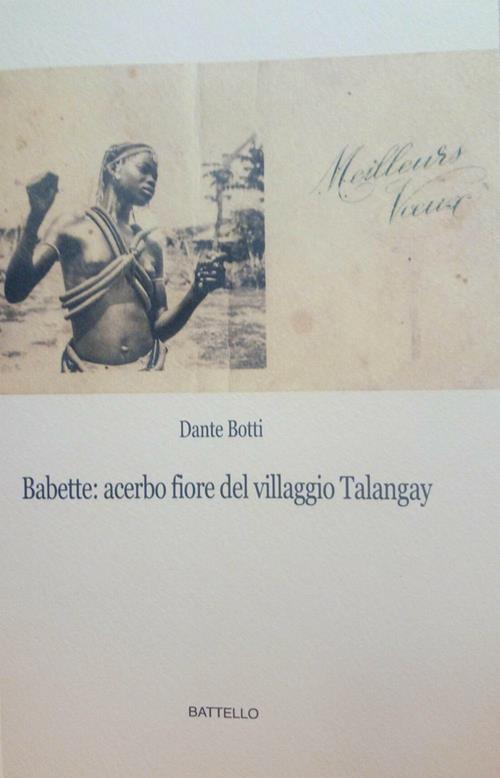 Meilleurs
Vœux
Dante Botti
Babette: acerbo fiore del villaggio Talangay
BATTELLO